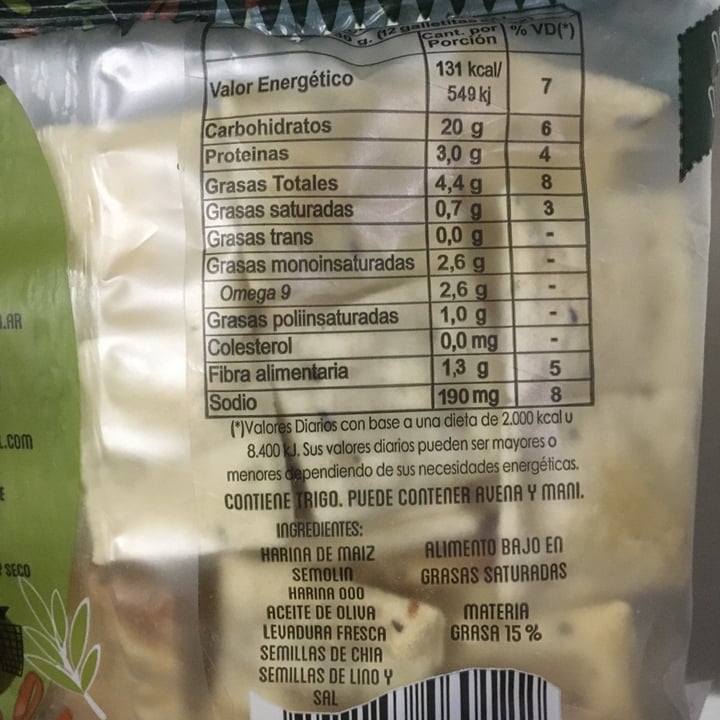 30 g. (12 galletitas
Cant. por Porción % VD(*)
Valor Energético 131 kcal/ 549 kj 7
Carbohidratos 20 g 6
Proteinas 3,0 g 4
Grasas Totales 4,4 g 8
Grasas saturadas 0,7 g 3
Grasas trans 0,0 g -
Grasas monoinsaturadas 2,6 g -
Omega 9 2,6 g -
Grasas poliinsaturadas 1,0 g -
Colesterol 0,0 mg -
Fibra alimentaria 1,3 g 5
Sodio 190 mg 8
(*)Valores Diarios con base a una dieta de 2.000 kcal u
8.400 kJ. Sus valores diarios pueden ser mayores o
menores dependiendo de sus necesidades energéticas.
CONTIENE TRIGO. PUEDE CONTENER AVENA Y MANI.
INGREDIENTES:
HARINA DE MAIZ
SEMOLIN
HARINA 000
ACEITE DE OLIVA
LEVADURA FRESCA
SEMILLAS DE CHIA
SEMILLAS DE LINO Y
SAL
ALIMENTO BAJO EN
GRASAS SATURADAS
MATERIA
GRASA 15 %
.AR
.COM
E
SECO